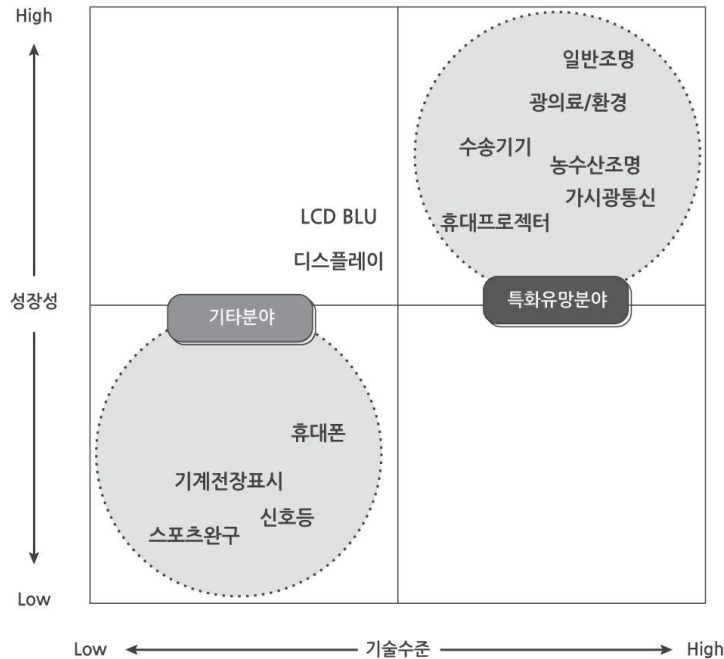 High
일반조명
광의료/환경
수송기기
농수산조명
가시광통신
휴대프로젝터
LCD BLU
디스플레이
성장성
기타분야
특화유망분야
휴대폰
기계전장표시
신호등
스포츠완구
Low
Low
기술수준
High